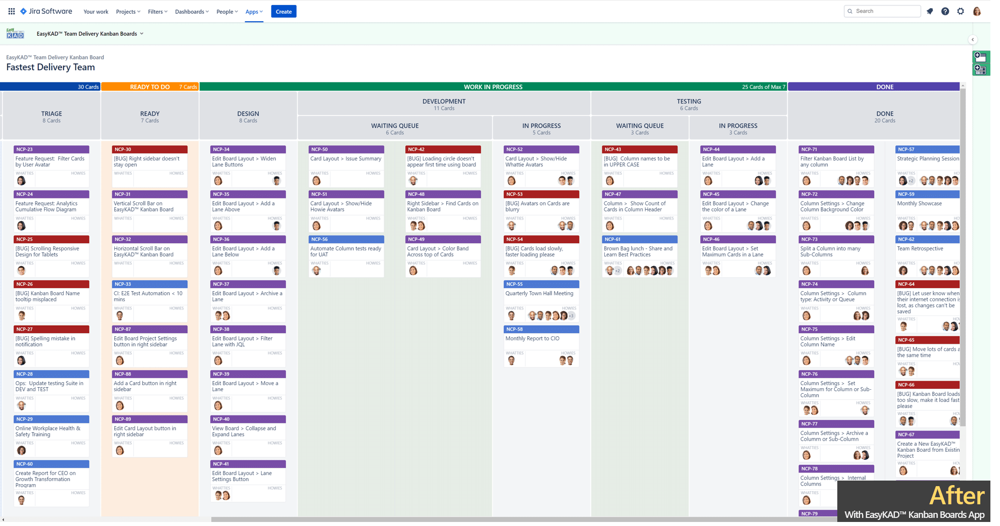 Jira Software
Your work
Projects
Filters
Dashboards
People
Apps
Create
Search
Easy
KAD
EasyKAD™ Team Delivery Kanban Boards
EasyKAD™ Team Delivery Kanban Board
Fastest Delivery Team
30 Cards
READY TO DO 7 Cards
WORK IN PROGRESS
25 Cards of Max 7
DONE
TRIAGE
8 Cards
READY
7 Cards
DESIGN
8 Cards
DEVELOPMENT
11 Cards
WAITING QUEUE
6 Cards
IN PROGRESS
5 Cards
TESTING
6 Cards
WAITING QUEUE
3 Cards
IN PROGRESS
3 Cards
DONE
20 Cards
NCP-23
Feature Request: Filter Cards
by User Avatar
WHATTIES HOWIES
NCP-24
Feature Request: Analytics
Cumulative Flow Diagram
WHATTIES HOWIES
NCP-25
[BUG] Scrolling Responsive
Design for Tablets
WHATTIES HOWIES
NCP-26
[BUG] Kanban Board Name
tooltip misplaced
WHATTIES HOWIES
NCP-27
[BUG] Spelling mistake in
notification
WHATTIES HOWIES
NCP-28
Ops: Update testing Suite in
DEV and TEST
WHATTIES HOWIES
NCP-29
Online Workplace Health &
Safety Training
WHATTIES HOWIES
NCP-60
Create Report for CEO on
Growth Transformation
Program
WHATTIES HOWIES
NCP-30
[BUG] Right sidebar doesn't
stay open
WHATTIES HOWIES
NCP-31
Vertical Scroll Bar on
EasyKAD™ Kanban Board
WHATTIES HOWIES
NCP-32
Horizontal Scroll Bar on
EasyKAD™ Kanban Board
WHATTIES HOWIES
NCP-33
CI: E2E Test Automation < 10
mins
WHATTIES HOWIES
NCP-87
Edit Board Project Settings
button in right sidebar
WHATTIES HOWIES
NCP-88
Add a Card button in right
sidebar
WHATTIES HOWIES
NCP-89
Edit Card Layout button in
right sidebar
WHATTIES HOWIES
NCP-34
Edit Board Layout > Widen
Lane Buttons
WHATTIES HOWIES
NCP-35
Edit Board Layout > Add a
Lane Above
WHATTIES HOWIES
NCP-36
Edit Board Layout > Add a
Lane Below
WHATTIES HOWIES
NCP-37
Edit Board Layout > Archive a
Lane
WHATTIES HOWIES
NCP-38
Edit Board Layout > Filter
Lane with JQL
WHATTIES HOWIES
NCP-39
Edit Board Layout > Move a
Lane
WHATTIES HOWIES
NCP-40
View Board > Collapse and
Expand Lanes
WHATTIES HOWIES
NCP-41
Edit Board Layout > Lane
Settings Button
WHATTIES HOWIES
NCP-50
Card Layout > Issue Summary
WHATTIES HOWIES
NCP-51
Card Layout > Show/Hide
Howie Avatars
WHATTIES HOWIES
NCP-56
Automate Column tests ready
for UAT
WHATTIES HOWIES
NCP-42
[BUG] Loading circle doesn't
appear first time using board
WHATTIES HOWIES
NCP-48
Right Sidebar > Find Cards on
Kanban Board
WHATTIES HOWIES
NCP-49
Card Layout > Color Band
Across top of Cards
WHATTIES HOWIES
NCP-52
Card Layout > Show/Hide
Whattie Avatars
WHATTIES HOWIES
NCP-53
[BUG] Avatars on Cards are
blurry
WHATTIES HOWIES
NCP-54
[BUG] Cards load slowly,
faster loading please
WHATTIES HOWIES
NCP-55
Quarterly Town Hall Meeting
WHATTIES HOWIES
+3
NCP-58
Monthly Report to CIO
WHATTIES HOWIES
NCP-43
[BUG] Column names to be
in UPPER CASE
WHATTIES HOWIES
NCP-47
Column > Show Count of
Cards in Column Header
WHATTIES HOWIES
NCP-61
Brown Bag lunch - Share and
Learn Best Practices
WHATTIES HOWIES
+2
NCP-44
Edit Board Layout > Add a
Lane
WHATTIES HOWIES
NCP-45
Edit Board Layout > Change
the color of a Lane
WHATTIES HOWIES
NCP-46
Edit Board Layout > Set
Maximum Cards in a Lane
WHATTIES HOWIES
NCP-71
Filter Kanban Board List by
any column
WHATTIES HOWIES
NCP-72
Column Settings > Change
Column Background Color
WHATTIES HOWIES
NCP-73
Split a Column into many
Sub-Columns
WHATTIES HOWIES
NCP-74
Column Settings > Column
type: Activity or Queue
WHATTIES HOWIES
NCP-75
Column Settings > Edit
Column Name
WHATTIES HOWIES
NCP-76
Column Settings > Set
Maximum for Column or Sub-
Column
WHATTIES HOWIES
NCP-77
Column Settings > Archive a
Column or Sub-Column
WHATTIES HOWIES
NCP-78
Column Settings > Internal
Columns
WHATTIES
NCP-79
NCP-57
Strategic Planning Session
WHATTIES HO
+2
NCP-59
Monthly Showcase
WHATTIES HO
NCP-62
Team Retrospective
WHATTIES HO
NCP-64
[BUG] Let user know when
their internet connection is
lost, as changes can't be
saved
WHATTIES HOW
NCP-65
[BUG] Move lots of cards a
the same time
WHATTIES HOW
NCP-66
[BUG] Kanban Board loads
too slow, make it load fast
please
WHATTIES HOW
NCP-67
Create a New EasyKAD™
Kanban Board from Existin
Project
WHATTIES HOW
After
With EasyKAD™ Kanban Boards App